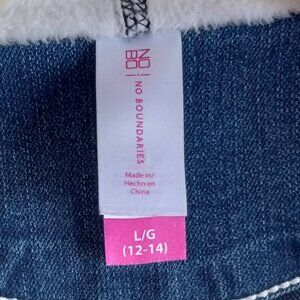 NO
BO
NO BOUNDARIES
Made in/
Hecho en
China
L/G
(12-14)